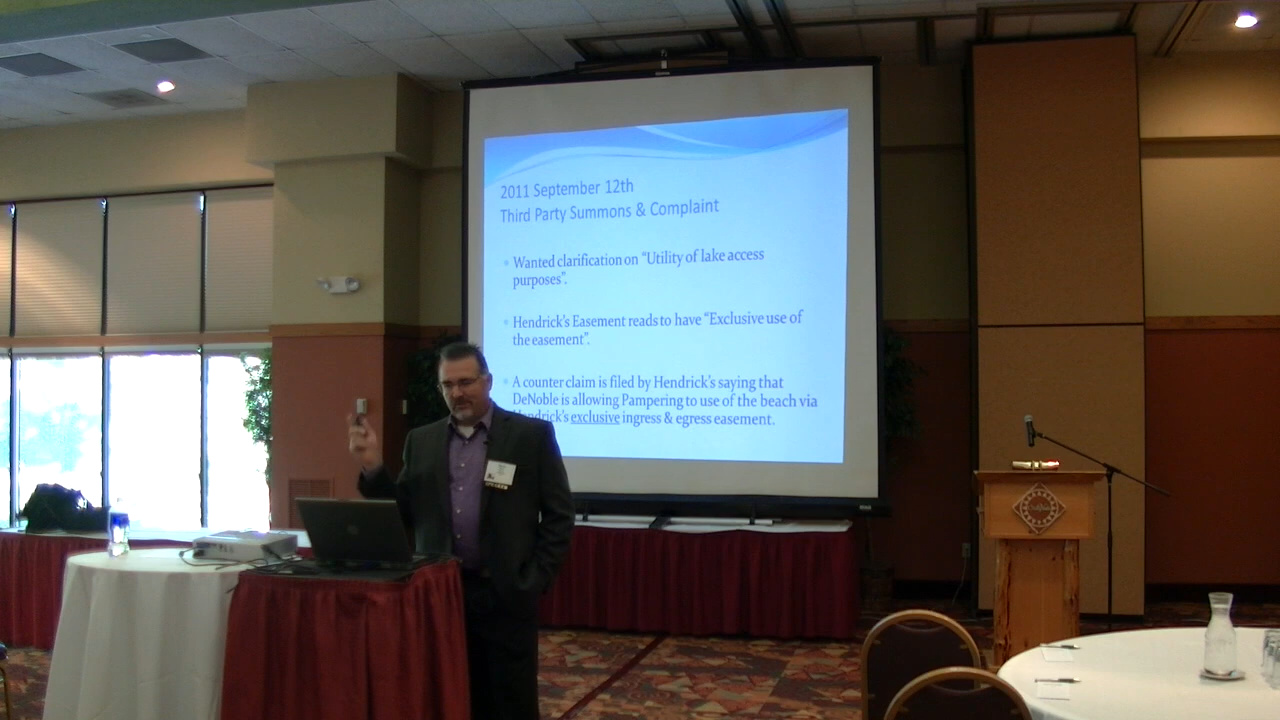 2011 September 12th
Third Party Summons & Complaint
Wanted clarification on "Utility of lake access
purposes".
Hendrick's Easement reads to have "Exclusive use of
the easement".
A counter claim is filed by Hendrick's saying that
DeNoble is allowing Pampering to use of the beach via
Hendrick's exclusive ingress & egress easement.
SPEAKER